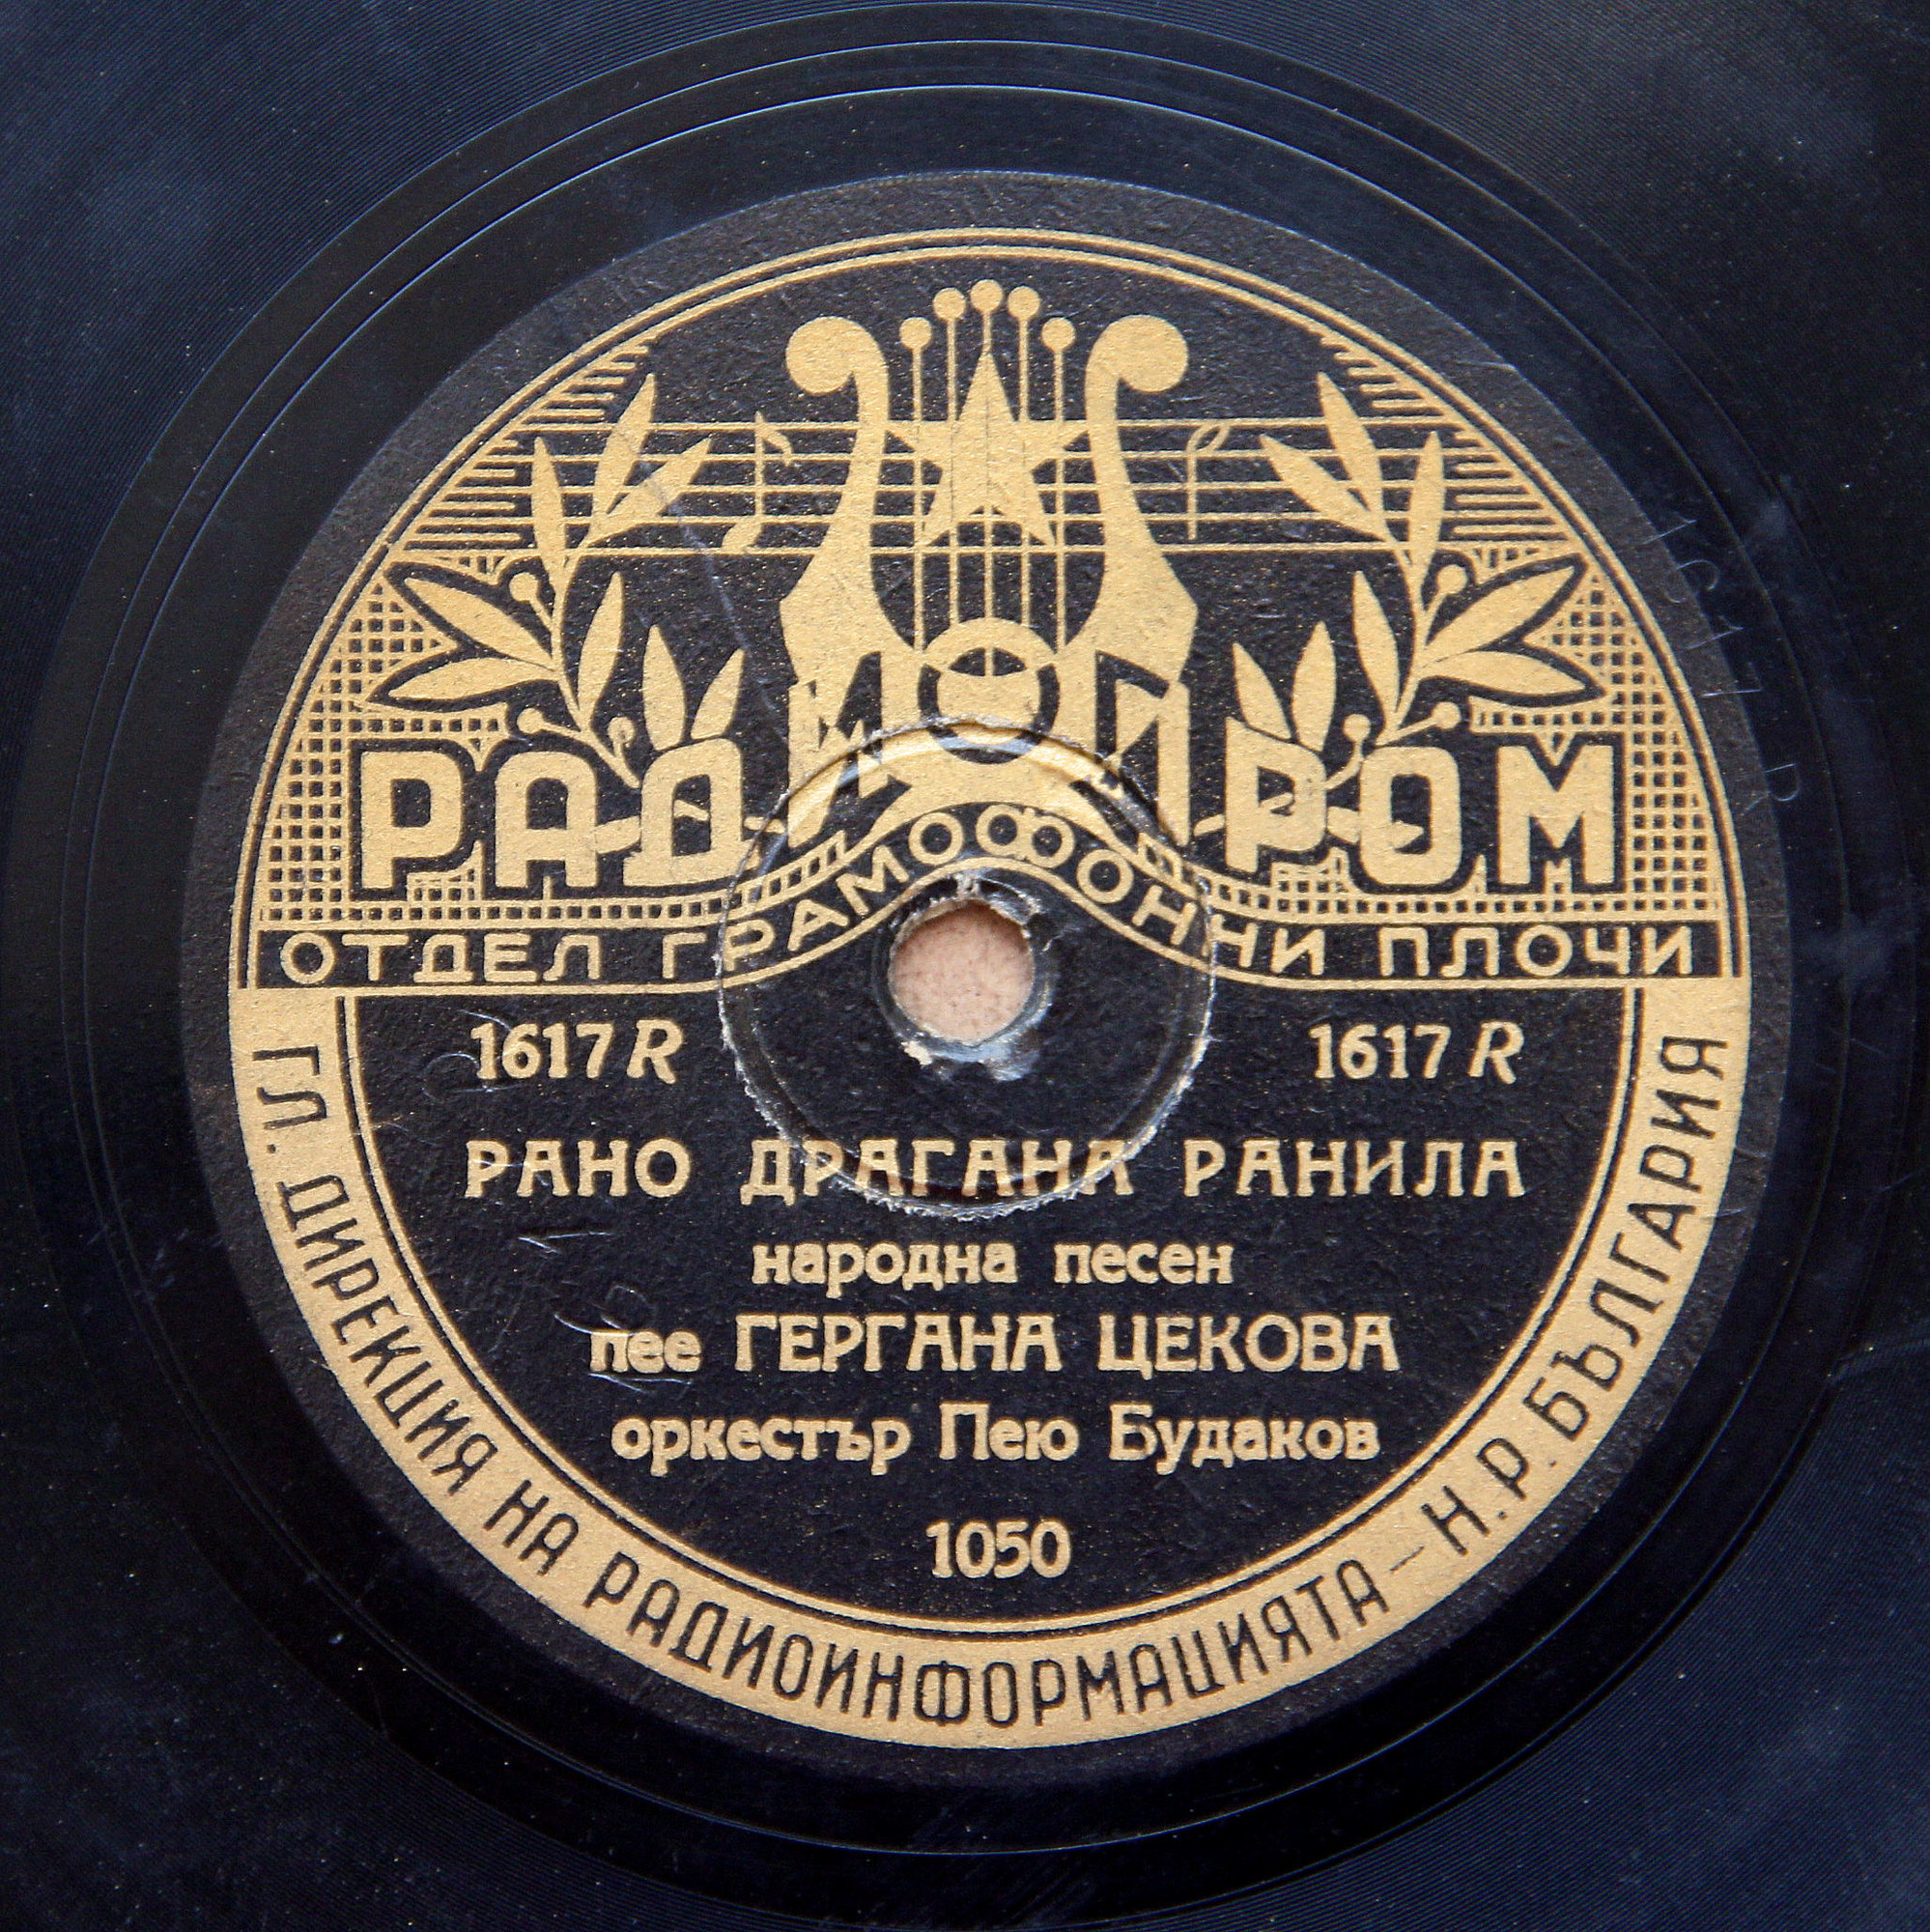 РАДИОПРОМ
ОТДЕЛ ГРАМОФОННИ ПЛОЧИ
1617 R 1617 R
РАНО ДРАГАНА РАНИЛА
народна песен
пее ГЕРГАНА ЦЕКОВА
оркестър Пею Будаков
1050
ГЛ. ДИРЕКЦИЯ НА РАДИОИНФОРМАЦИЯТА – Н.Р. БЪЛГАРИЯ